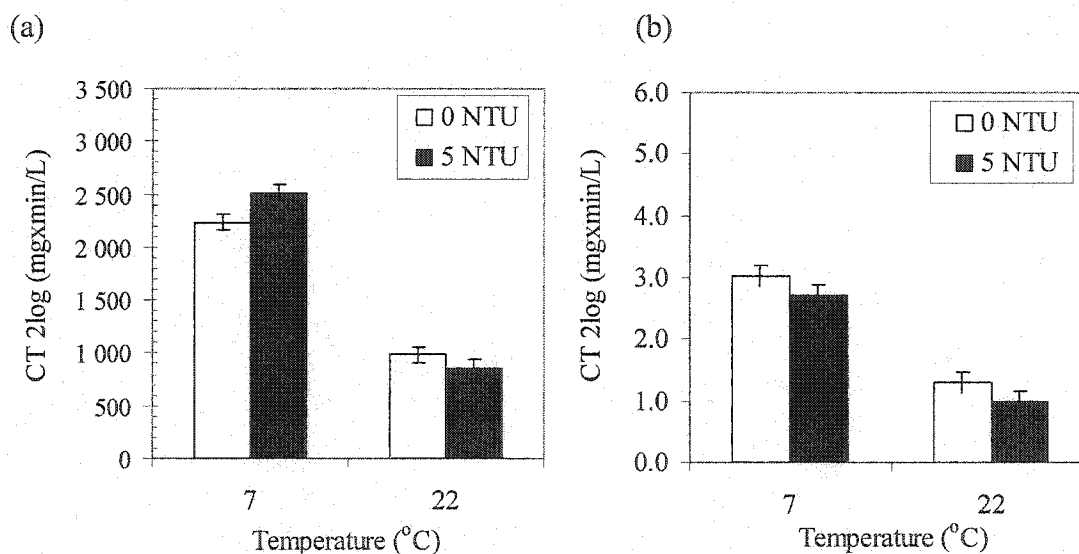 (a)
CT 2log (mgxmin/L)
3 500
3 000
2 500
2 000
1 500
1 000
500
0
0 NTU
5 NTU
7
22
Temperature (°C)
(b)
CT 2log (mgxmin/L)
6.0
5.0
4.0
3.0
2.0
1.0
0.0
0 NTU
5 NTU
7
22
Temperature (°C)